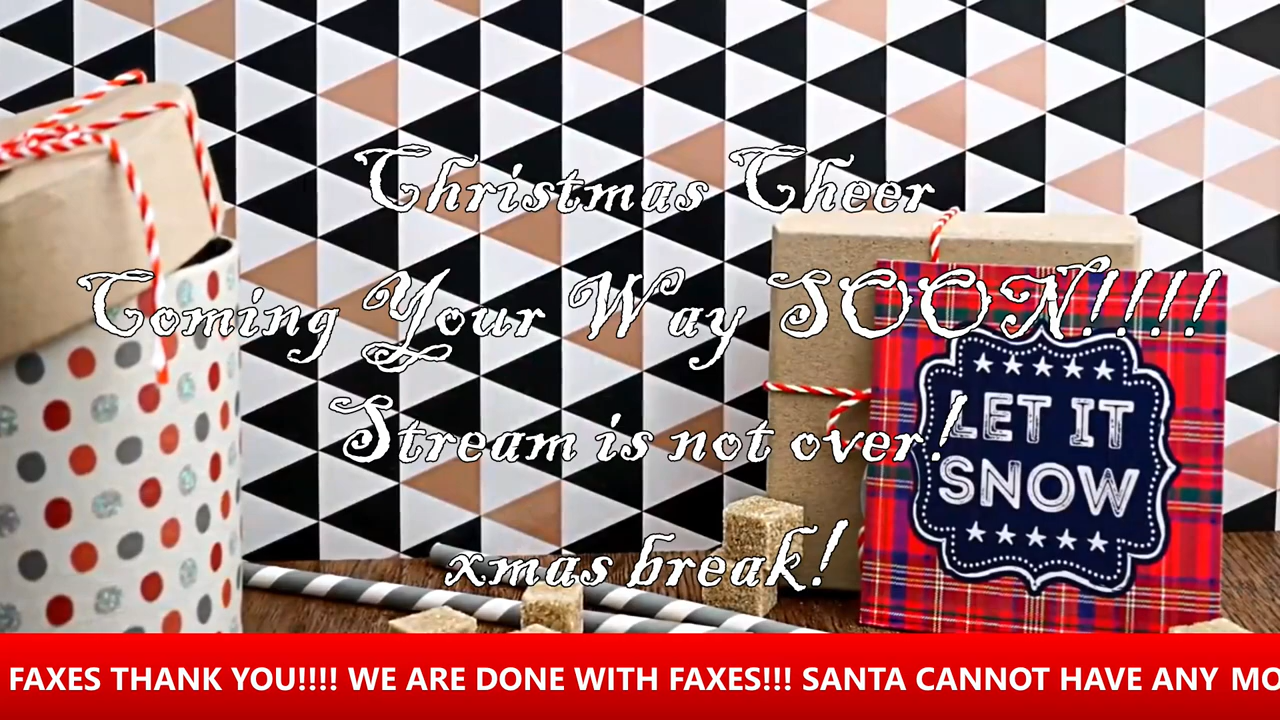 Christmas Cheer
Coming Your Way SOON!!!!
Stream is not over!
xmas break!
LET IT
SNOW
FAXES THANK YOU!!!! WE ARE DONE WITH FAXES!!! SANTA CANNOT HAVE ANY